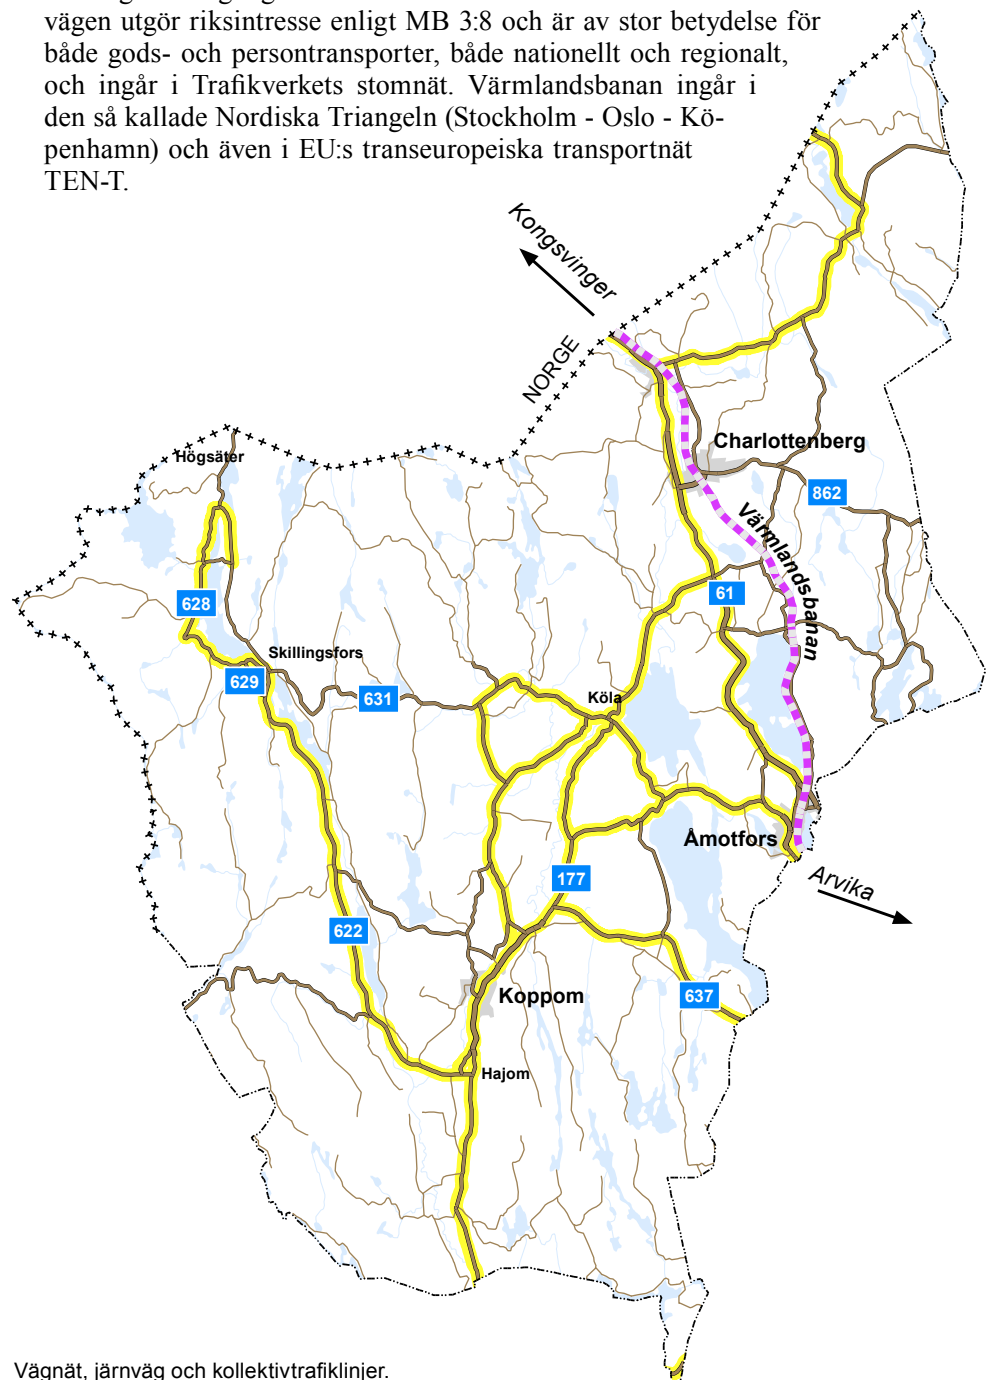 vägen utgör riksintresse enligt MB 3:8 och är av stor betydelse för
både gods- och persontransporter, både nationellt och regionalt,
och ingår i Trafikverkets stomnät. Värmlandsbanan ingår i
den så kallade Nordiska Triangeln (Stockholm - Oslo - Kö-
penhamn) och även i EU:s transeuropeiska transportnät
TEN-T.
Kongsvinger
NORGE
Charlottenberg
Högsäter
862
Värmlandsbanan
61
628
Skillingsfors
629
631
Köla
Åmotfors
177
Arvika
622
Koppom
637
Hajom
Vägnät, järnväg och kollektivtrafiklinjer.